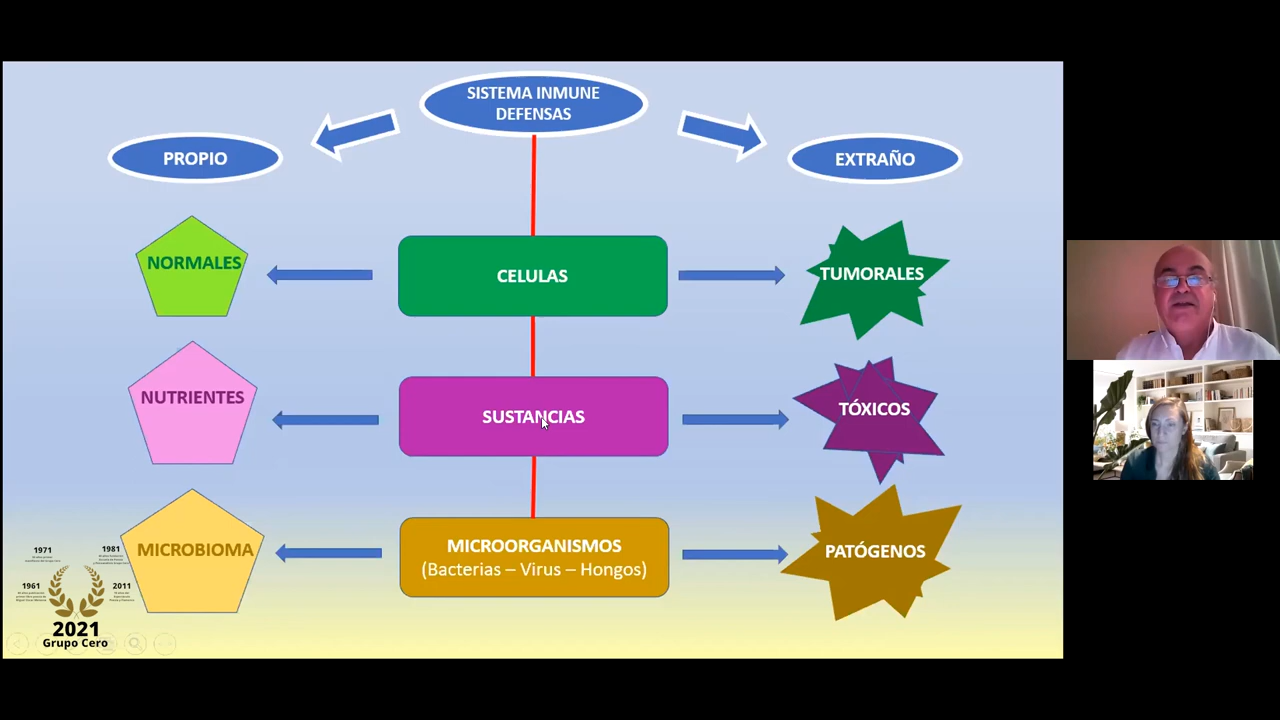 SISTEMA INMUNE
DEFENSAS
PROPIO
EXTRAÑO
NORMALES
CELULAS
TUMORALES
NUTRIENTES
SUSTANCIAS
TÓXICOS
MICROBIOMA
MICROORGANISMOS
(Bacterias – Virus – Hongos)
PATÓGENOS
1971
1981
1961
2011
2021
Grupo Cero